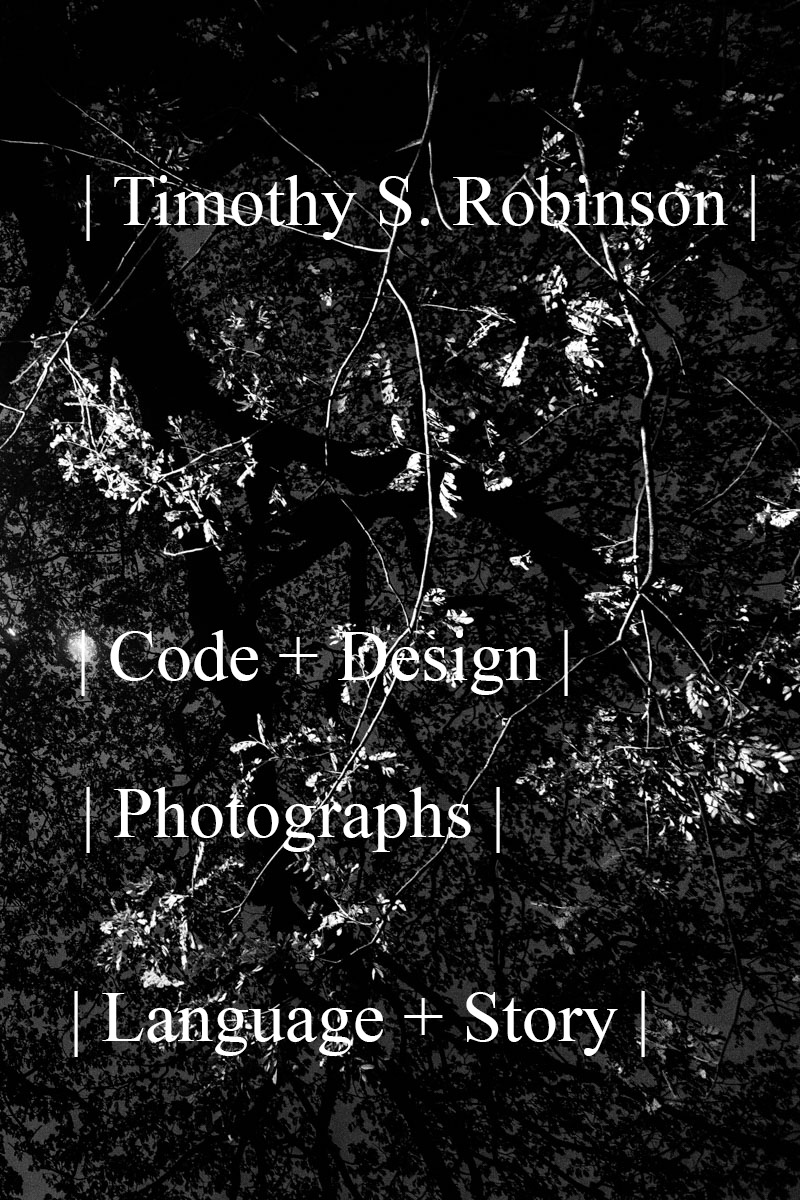 | Timothy S. Robinson |
| Code + Design |
| Photographs |
| Language + Story |